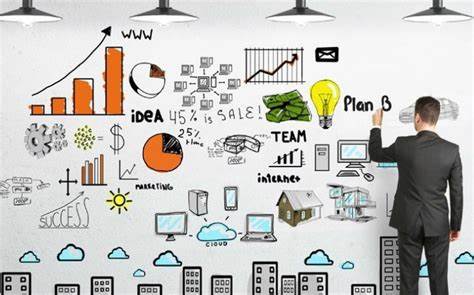 WWW
iDEA
45% is SALE!
Plan B
25%
TEAM
MARKETING
internet
SUCCESS
CLOUD